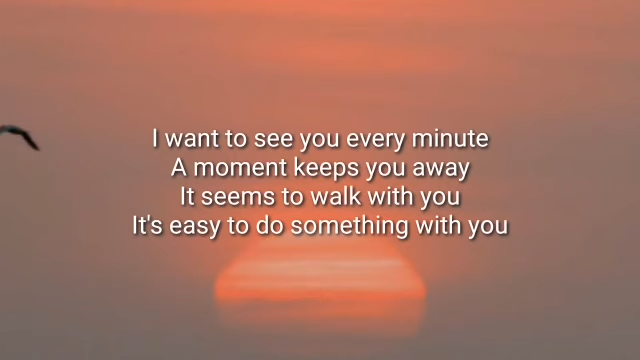 I want to see you every minute
A moment keeps you away
It seems to walk with you
It's easy to do something with you